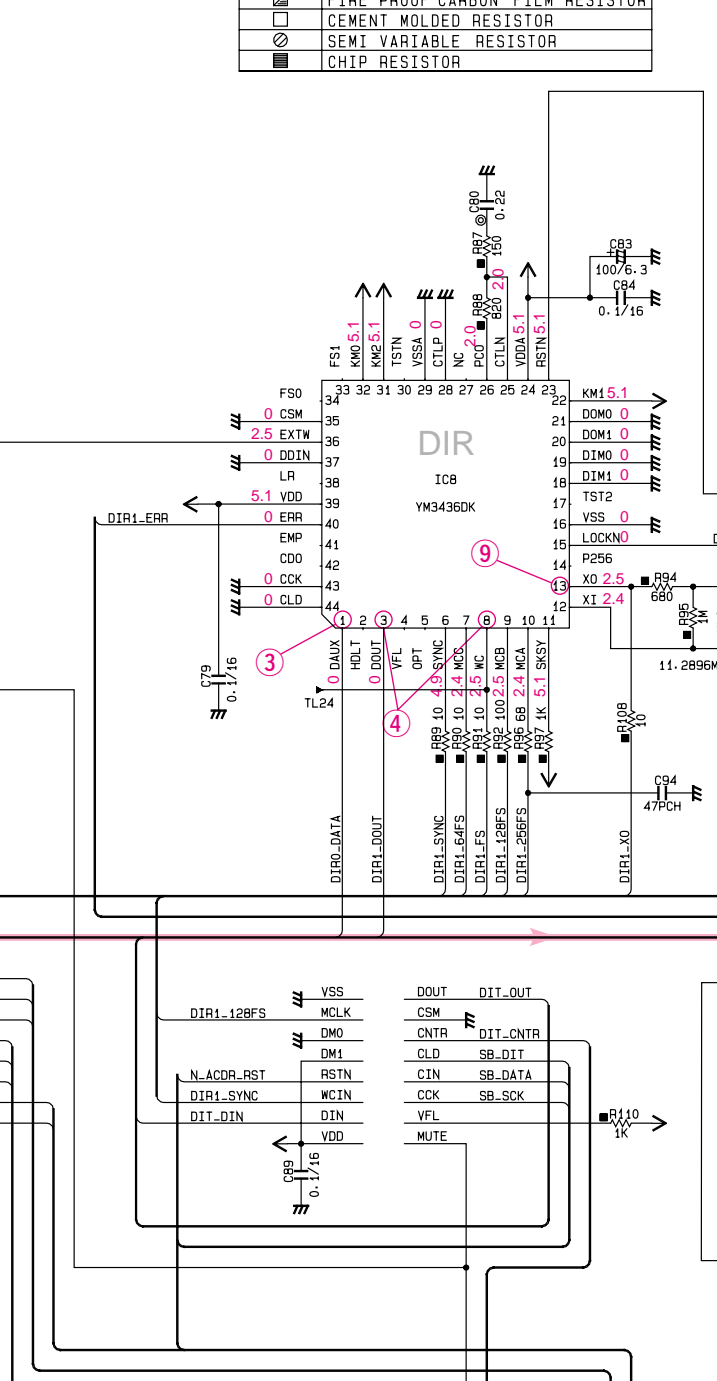 FIRE PROOF CARBON FILM RESISTOR
CEMENT MOLDED RESISTOR
SEMI VARIABLE RESISTOR
CHIP RESISTOR
C80
0.22
R87
150
2.0
R88
820
C83
+
100/6.3
C84
0.1/16
FS1
KM0 5.1
KM2 5.1
TSTN
VSSA 0
CTLP 0
NC
PCO 2.0
CTLN
VDDA 5.1
RSTN 5.1
33 32 31 30 29 28 27 26 25 24 23
FS0 34
0 CSM 35
2.5 EXTW 36
0 DDIN 37
LR 38
5.1 VDD 39
DIR1_ERR 0 ERR 40
EMP 41
CDO 42
0 CCK 43
0 CLD 44
DIR
IC8
YM3436DK
22 KM1 5.1
21 DOM0 0
20 DOM1 0
19 DIM0 0
18 DIM1 0
17 TST2
16 VSS 0
15 LOCKN 0
14 P256
13 XO 2.5
12 XI 2.4
9
R94
680
R95
1M
11.2896M
1 2 3 4 5 6 7 8 9 10 11
3
4
0 DAUX
HDLT
0 DOUT
VFL
OPT
4.9 SYNC
2.4 MCC
2.5 WC
2.5 MCB
2.4 MCA
5.1 SKSY
C79
0.1/16
TL24
R89 10
R90 10
R91 10
R92 100
R96 68
R97 1K
R108
10
C94
47PCH
DIR0_DATA
DIR1_DOUT
DIR1_SYNC
DIR1_64FS
DIR1_FS
DIR1_128FS
DIR1_256FS
DIR1_XO
VSS DOUT DIT_OUT
DIR1_128FS MCLK CSM
DM0 CNTR DIT_CNTR
DM1 CLD SB_DIT
N_ACDR_RST RSTN CIN SB_DATA
DIR1_SYNC WCIN CCK SB_SCK
DIT_DIN DIN VFL
VDD MUTE
R110
1K
C89
0.1/16